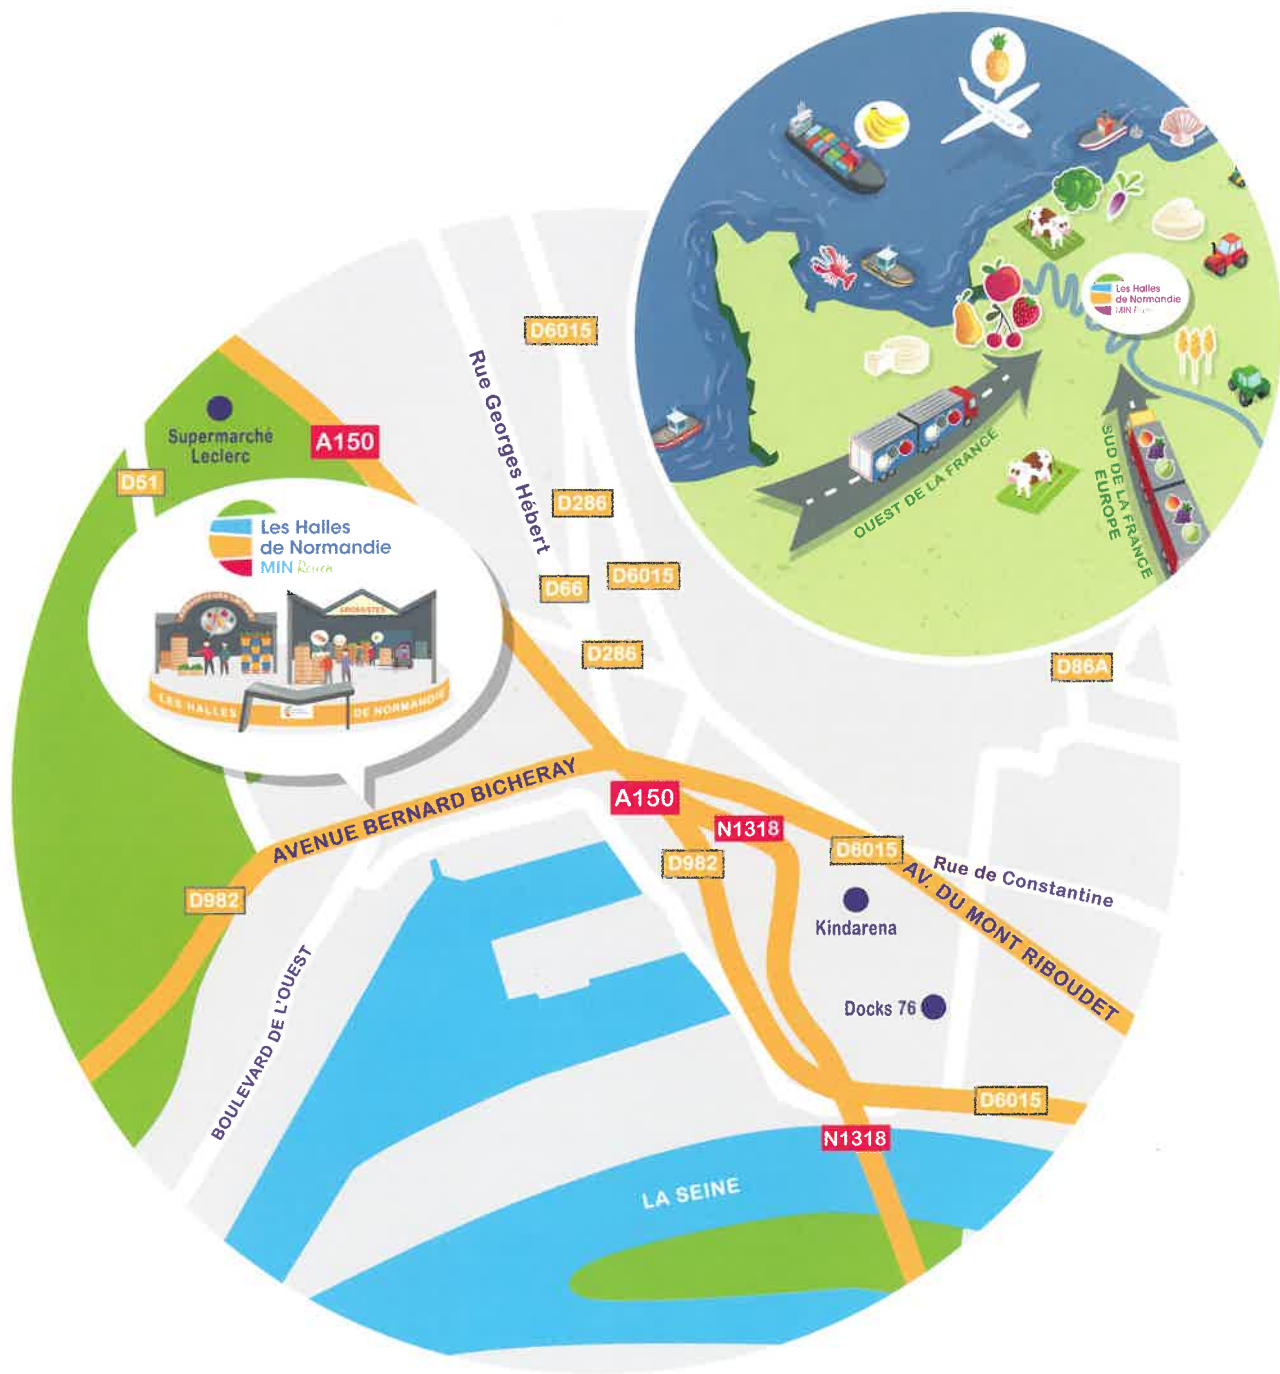 Les Halles
de Normandie
MIN Rouen
OUEST DE LA FRANCE
SUD DE LA FRANCE
EUROPE
D6015
Rue Georges Hébert
Supermarché
Leclerc
A150
D51
D286
D66
D6015
D286
D86A
Les Halles
de Normandie
MIN Rouen
GROSSISTES
LES HALLES
DE NORMANDIE
AVENUE BERNARD BICHERAY
A150
N1318
D982
D6015
Rue de Constantine
AV. DU MONT RIBOUDET
D982
Kindarena
Docks 76
BOULEVARD DE L'OUEST
D6015
N1318
LA SEINE